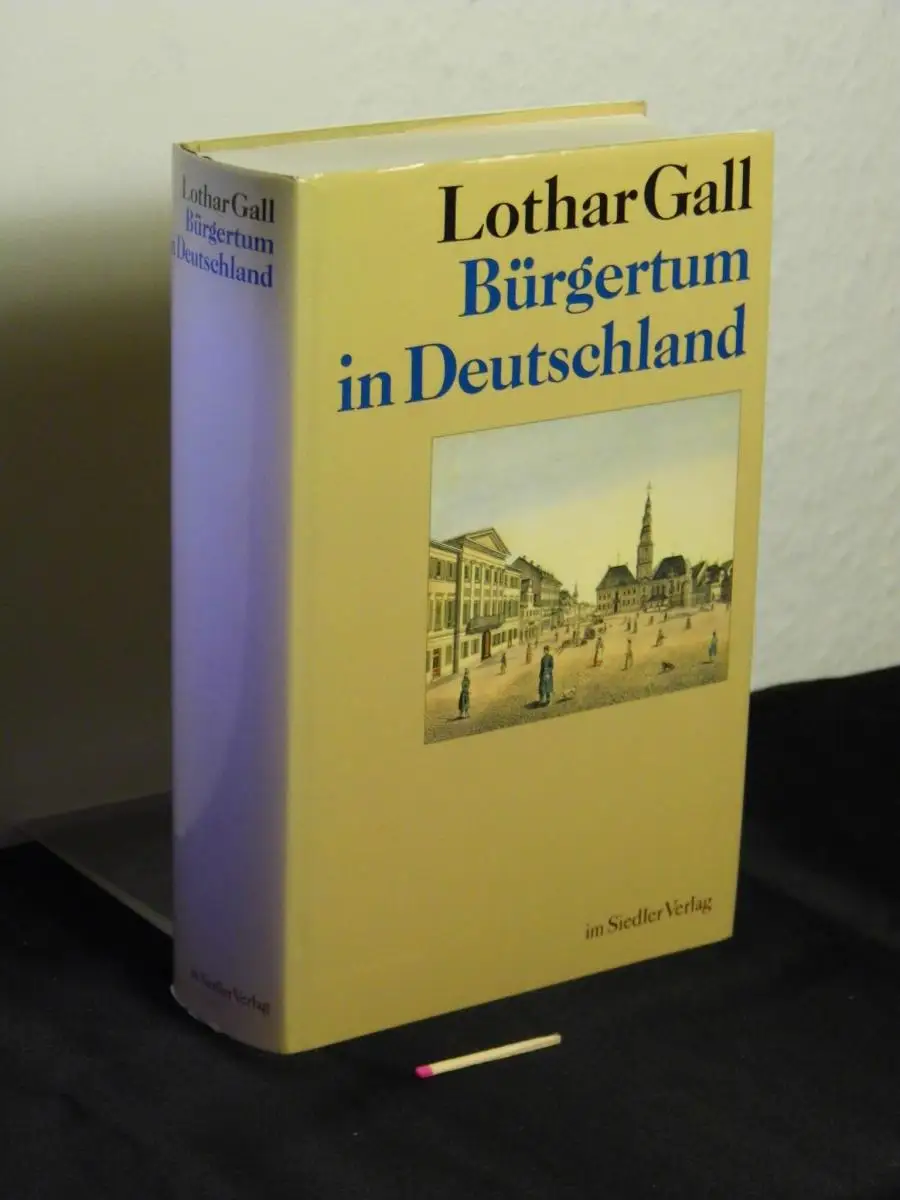 Lothar Gall
Bürgertum
in Deutschland
im Siedler Verlag
Lothar Gall
Bürgertum
in Deutschland
im Siedler Verlag